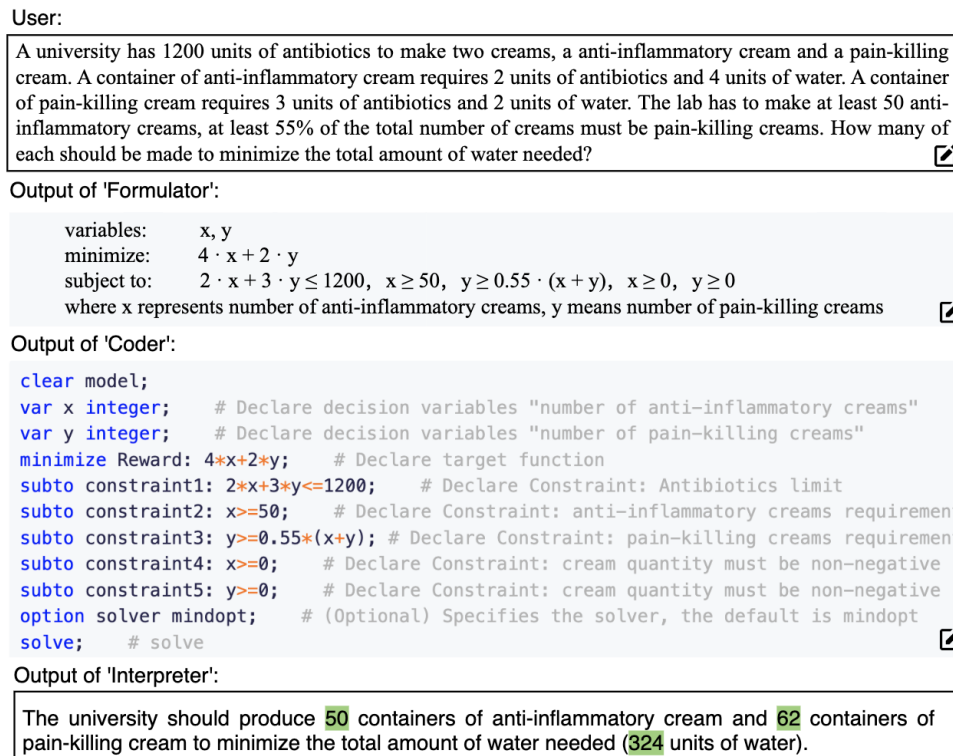 User:
A university has 1200 units of antibiotics to make two creams, a anti-inflammatory cream and a pain-killing
cream. A container of anti-inflammatory cream requires 2 units of antibiotics and 4 units of water. A container
of pain-killing cream requires 3 units of antibiotics and 2 units of water. The lab has to make at least 50 anti-
inflammatory creams, at least 55% of the total number of creams must be pain-killing creams. How many of
each should be made to minimize the total amount of water needed?
Output of 'Formulator':
variables: x, y
minimize: 4 · x + 2 · y
subject to: 2 · x + 3 · y ≤ 1200, x ≥ 50, y ≥ 0.55 · (x + y), x ≥ 0, y ≥ 0
where x represents number of anti-inflammatory creams, y means number of pain-killing creams
Output of 'Coder':
clear model;
var x integer; # Declare decision variables "number of anti-inflammatory creams"
var y integer; # Declare decision variables "number of pain-killing creams"
minimize Reward: 4*x+2*y; # Declare target function
subto constraint1: 2*x+3*y<=1200; # Declare Constraint: Antibiotics limit
subto constraint2: x>=50; # Declare Constraint: anti-inflammatory creams requiremen
subto constraint3: y>=0.55*(x+y); # Declare Constraint: pain-killing creams requiremen
subto constraint4: x>=0; # Declare Constraint: cream quantity must be non-negative
subto constraint5: y>=0; # Declare Constraint: cream quantity must be non-negative
option solver mindopt; # (Optional) Specifies the solver, the default is mindopt
solve; # solve
Output of 'Interpreter':
The university should produce 50 containers of anti-inflammatory cream and 62 containers of
pain-killing cream to minimize the total amount of water needed (324 units of water).